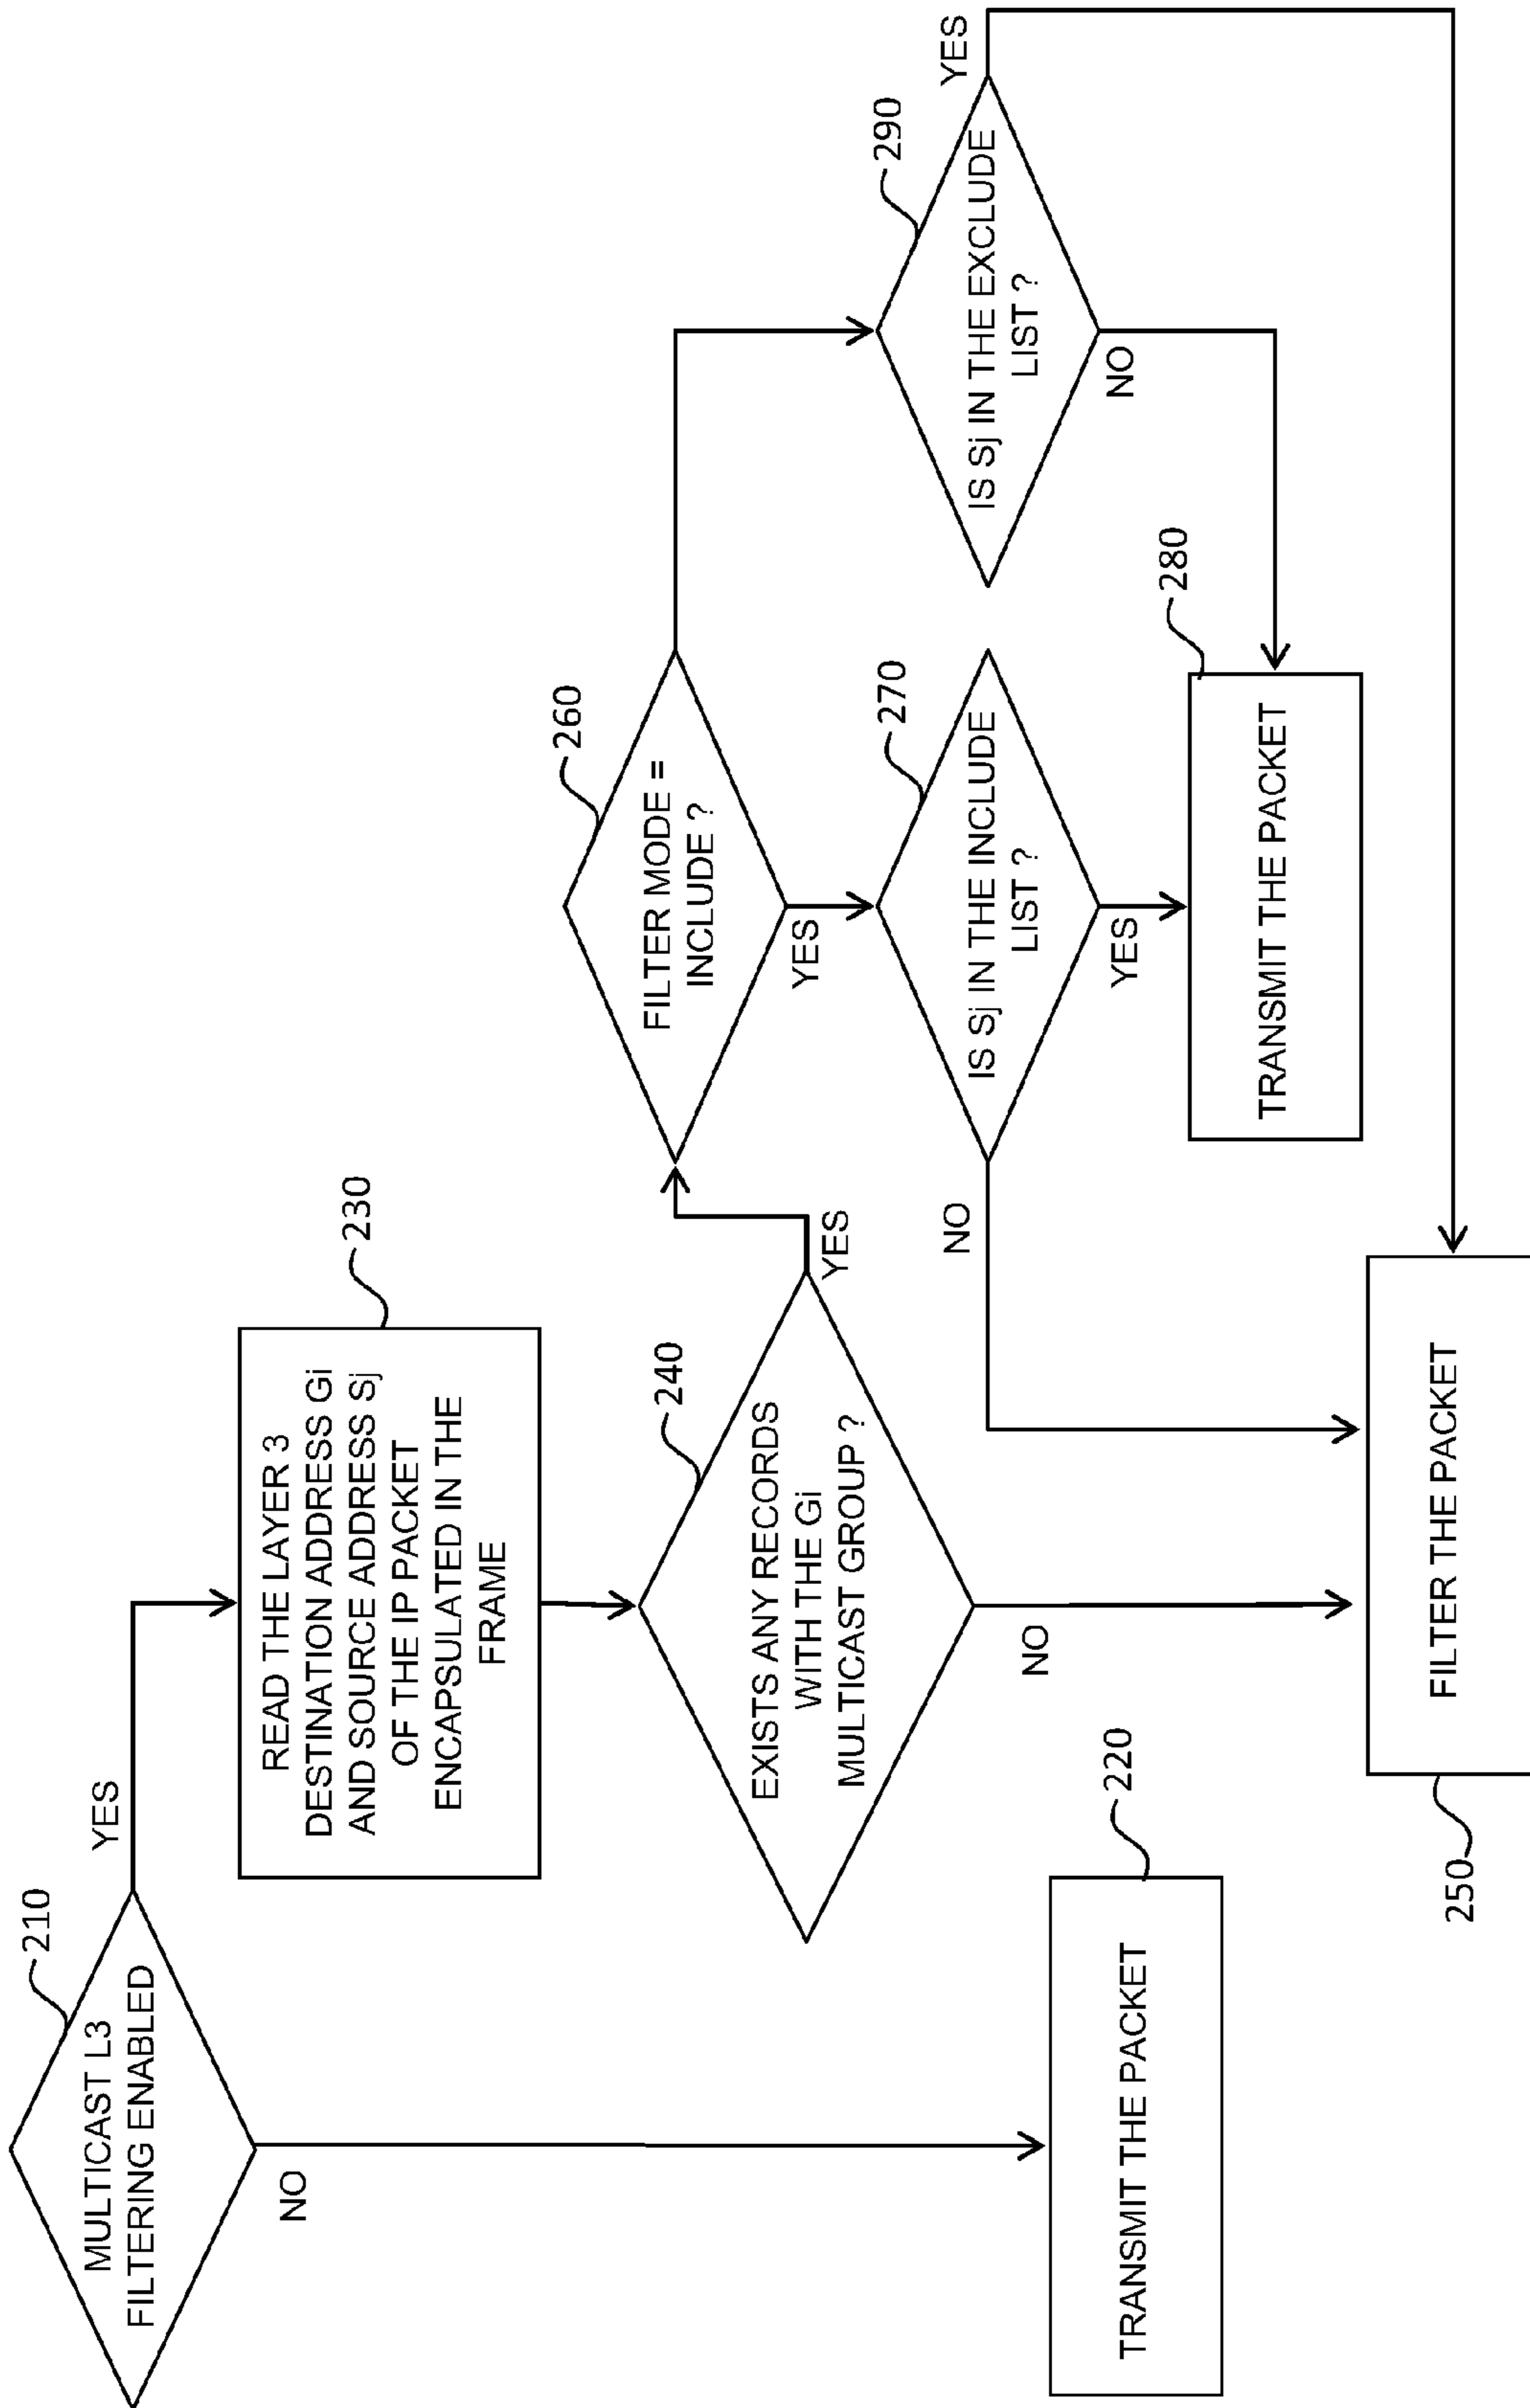 MULTICAST L3
FILTERING ENABLED
210
YES
NO
READ THE LAYER 3
DESTINATION ADDRESS Gi
AND SOURCE ADDRESS Sj
OF THE IP PACKET
ENCAPSULATED IN THE
FRAME
230
EXISTS ANY RECORDS
WITH THE Gi
MULTICAST GROUP ?
240
YES
NO
TRANSMIT THE PACKET
220
FILTER THE PACKET
250
FILTER MODE =
INCLUDE ?
260
YES
IS Sj IN THE INCLUDE
LIST ?
270
NO
YES
TRANSMIT THE PACKET
280
IS Sj IN THE EXCLUDE
LIST ?
290
YES
NO